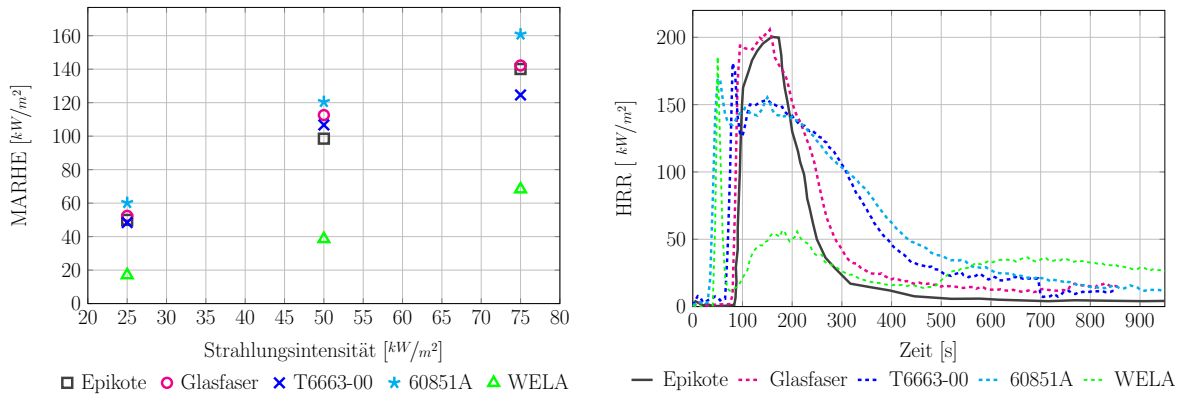 MARHE [kW/m²]
160
140
120
100
80
60
40
20
0
20 25 30 35 40 45 50 55 60 65 70 75 80
Strahlungsintensität [kW/m²]
Epikote Glasfaser T6663-00 60851A WELA
HRR [ kW/m²]
200
150
100
50
0
0 100 200 300 400 500 600 700 800 900
Zeit [s]
Epikote Glasfaser T6663-00 60851A WELA